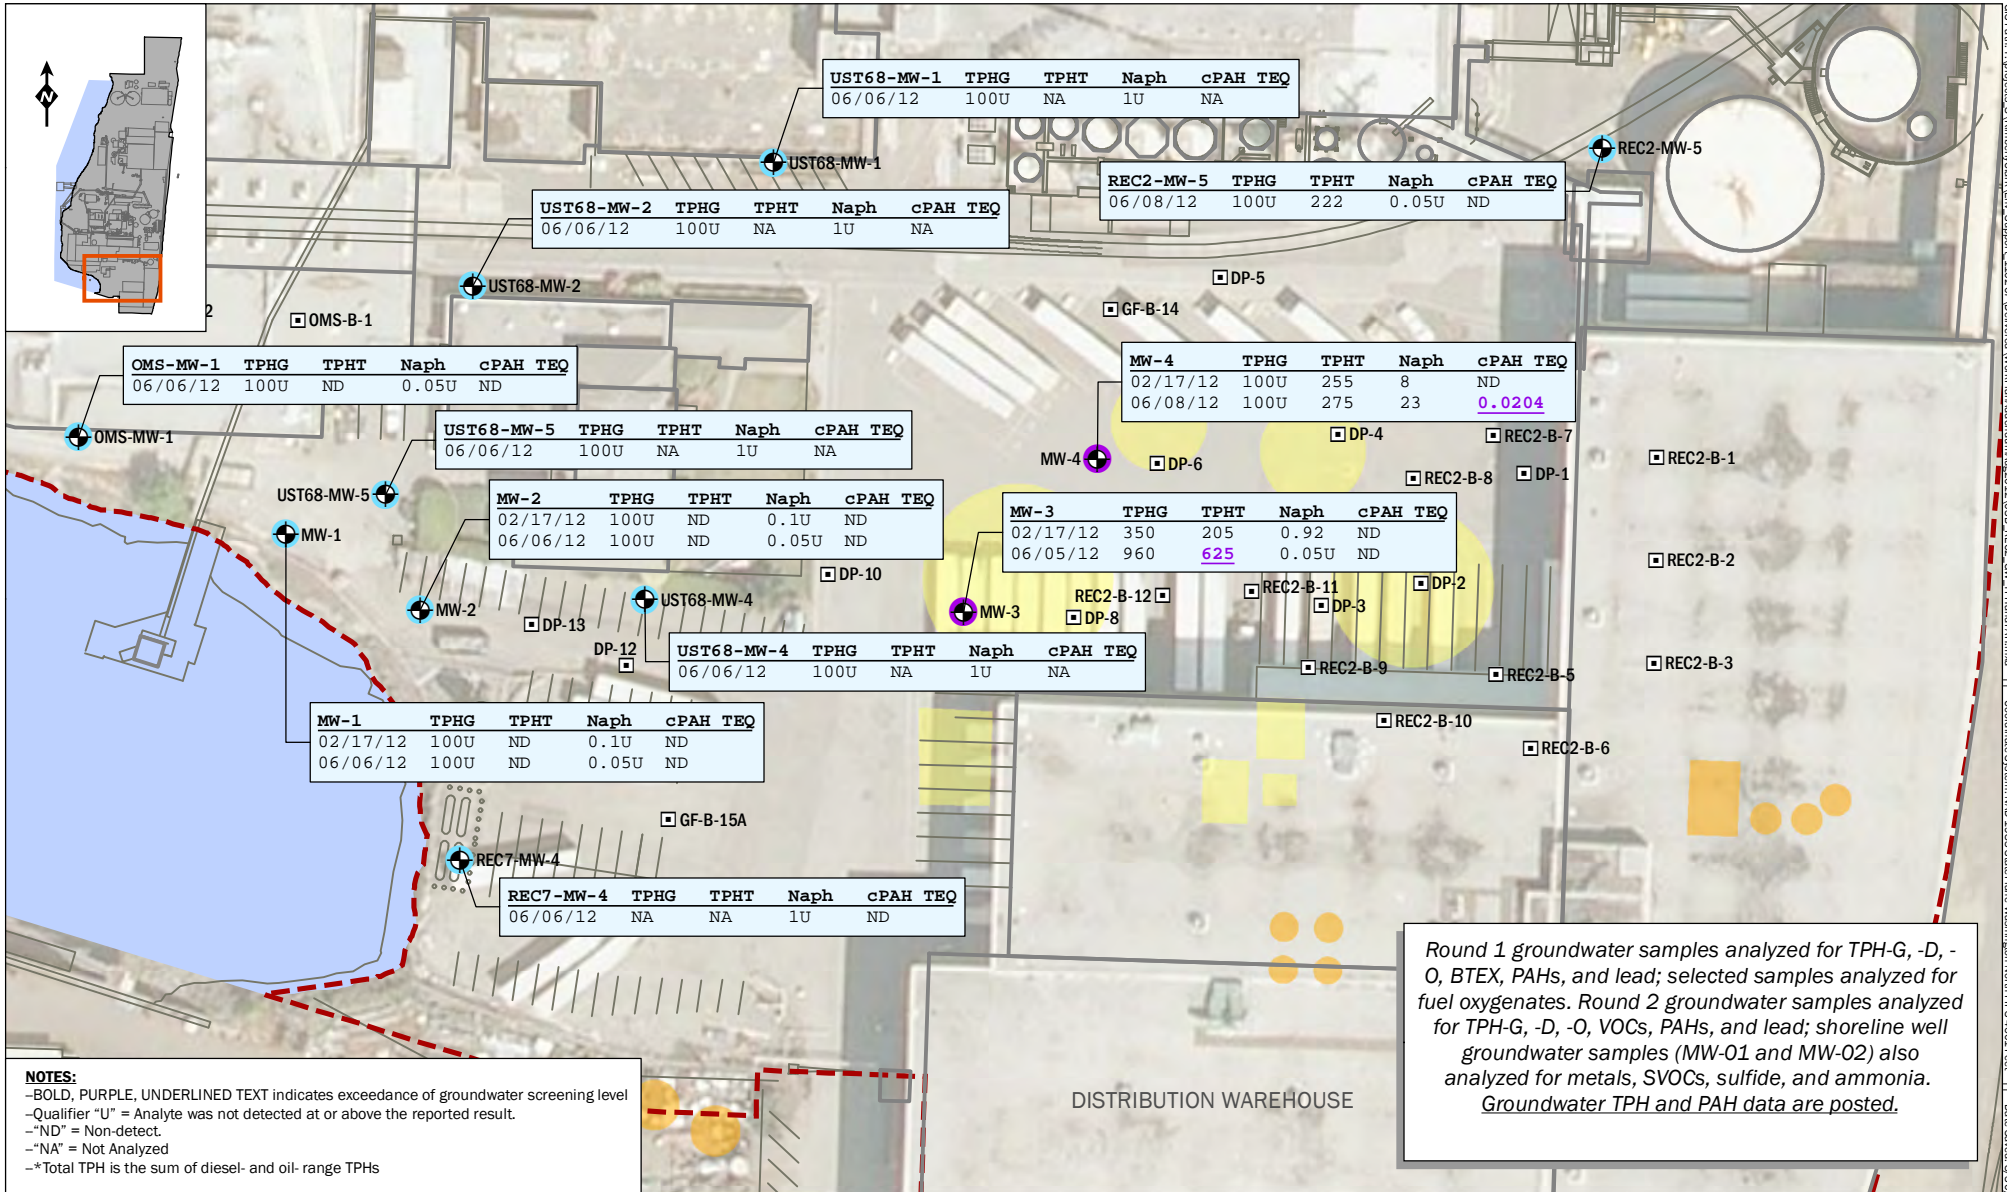 N
UST68-MW-1 TPHG TPHT Naph cPAH TEQ
06/06/12 100U NA 1U NA
UST68-MW-1
REC2-MW-5
REC2-MW-5 TPHG TPHT Naph cPAH TEQ
06/08/12 100U 222 0.05U ND
UST68-MW-2 TPHG TPHT Naph cPAH TEQ
06/06/12 100U NA 1U NA
UST68-MW-2
DP-5
GF-B-14
2
OMS-B-1
OMS-MW-1 TPHG TPHT Naph cPAH TEQ
06/06/12 100U ND 0.05U ND
OMS-MW-1
MW-4 TPHG TPHT Naph cPAH TEQ
02/17/12 100U 255 8 ND
06/08/12 100U 275 23 0.0204
UST68-MW-5 TPHG TPHT Naph cPAH TEQ
06/06/12 100U NA 1U NA
UST68-MW-5
MW-4
DP-6
DP-4
REC2-B-7
REC2-B-8
DP-1
REC2-B-1
MW-2 TPHG TPHT Naph cPAH TEQ
02/17/12 100U ND 0.1U ND
06/06/12 100U ND 0.05U ND
MW-3 TPHG TPHT Naph cPAH TEQ
02/17/12 350 205 0.92 ND
06/05/12 960 625 0.05U ND
MW-1
MW-2
DP-10
UST68-MW-4
DP-13
DP-12
MW-3
REC2-B-12
DP-8
REC2-B-11
DP-3
DP-2
REC2-B-2
UST68-MW-4 TPHG TPHT Naph cPAH TEQ
06/06/12 100U NA 1U NA
REC2-B-9
REC2-B-5
REC2-B-3
MW-1 TPHG TPHT Naph cPAH TEQ
02/17/12 100U ND 0.1U ND
06/06/12 100U ND 0.05U ND
REC2-B-10
REC2-B-6
GF-B-15A
REC7-MW-4
REC7-MW-4 TPHG TPHT Naph cPAH TEQ
06/06/12 NA NA 1U ND
Round 1 groundwater samples analyzed for TPH-G, -D, -
O, BTEX, PAHs, and lead; selected samples analyzed for
fuel oxygenates. Round 2 groundwater samples analyzed
for TPH-G, -D, -O, VOCs, PAHs, and lead; shoreline well
groundwater samples (MW-01 and MW-02) also
analyzed for metals, SVOCs, sulfide, and ammonia.
Groundwater TPH and PAH data are posted.
DISTRIBUTION WAREHOUSE
NOTES:
–BOLD, PURPLE, UNDERLINED TEXT indicates exceedance of groundwater screening level
–Qualifier “U” = Analyte was not detected at or above the reported result.
–“ND” = Non-detect.
–“NA” = Not Analyzed
–*Total TPH is the sum of diesel- and oil- range TPHs